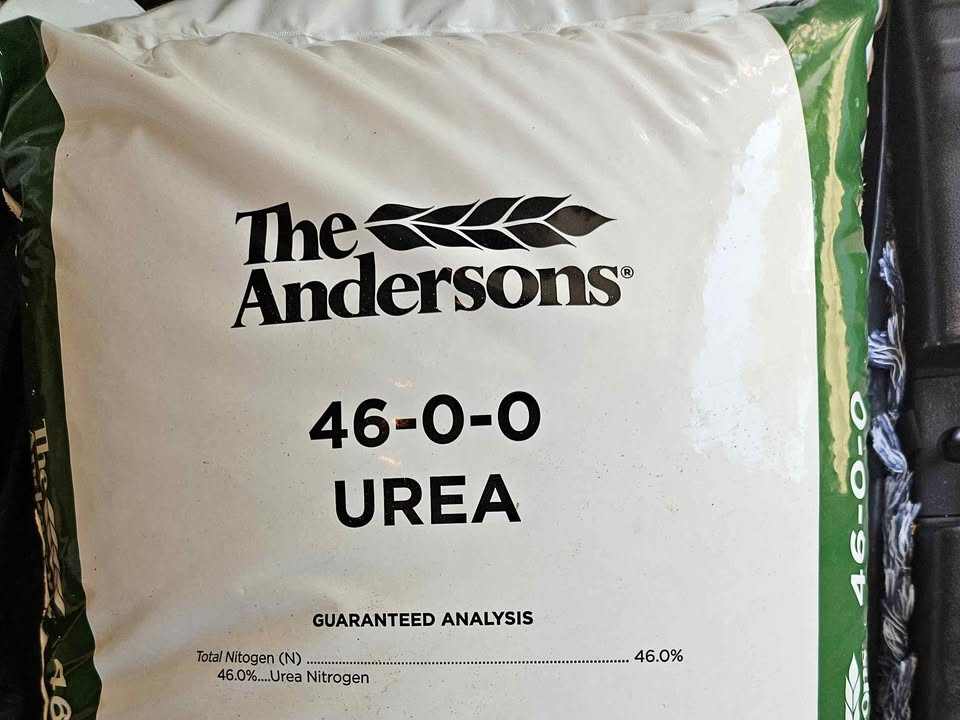 The
Andersons®
46-0-0
UREA
GUARANTEED ANALYSIS
Total Nitogen (N) ........................................................................................ 46.0%
46.0%....Urea Nitrogen
46-0-0
The